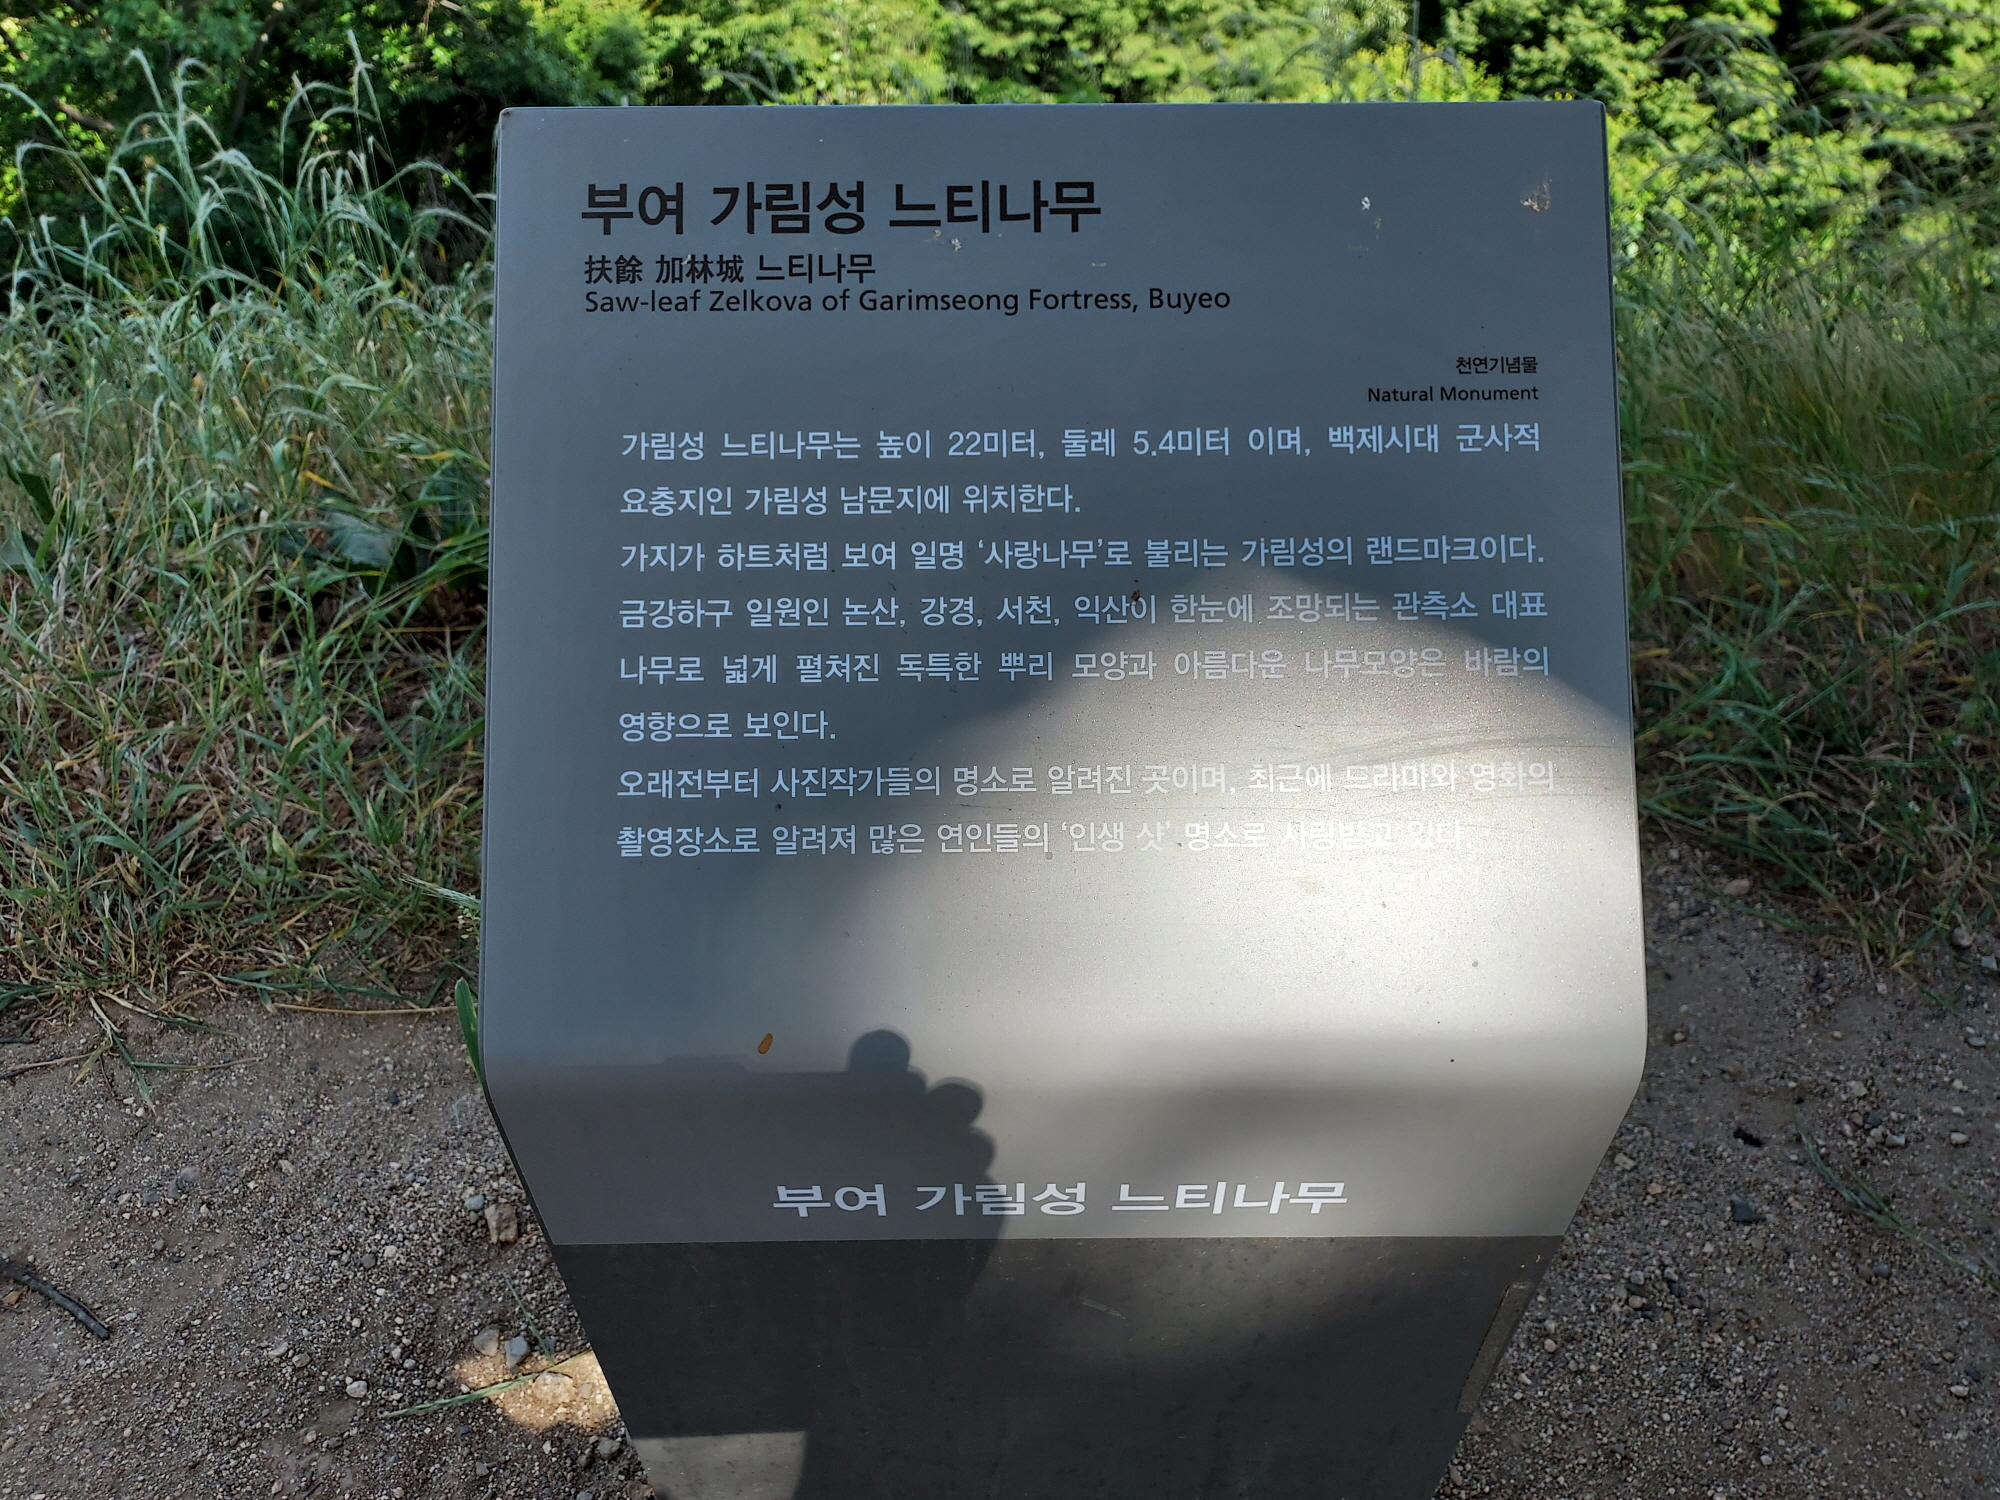 부여 가림성 느티나무
扶餘 加林城 느티나무
Saw-leaf Zelkova of Garimseong Fortress, Buyeo
천연기념물
Natural Monument
가림성 느티나무는 높이 22미터, 둘레 5.4미터 이며, 백제시대 군사적
요충지인 가림성 남문지에 위치한다.
가지가 하트처럼 보여 일명 ‘사랑나무’로 불리는 가림성의 랜드마크이다.
금강하구 일원인 논산, 강경, 서천, 익산이 한눈에 조망되는 관측소 대표
나무로 넓게 펼쳐진 독특한 뿌리 모양과 아름다운 나무모양은 바람의
영향으로 보인다.
오래전부터 사진작가들의 명소로 알려진 곳이며, 최근에 드라마와 영화의
촬영장소로 알려져 많은 연인들의 ‘인생 샷’ 명소로 사랑받고 있다.
부여 가림성 느티나무